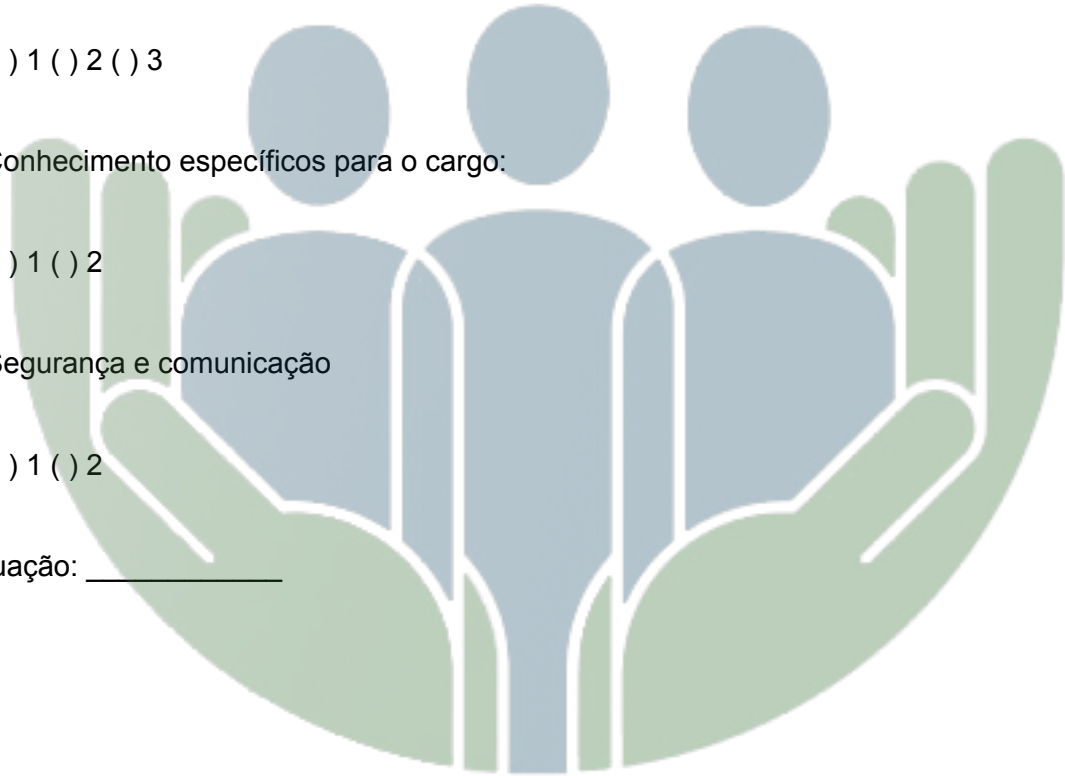 ) 1 ( ) 2 ( ) 3
Conhecimento específicos para o cargo:
) 1 ( ) 2
Segurança e comunicação
) 1 ( ) 2
uação: ____________